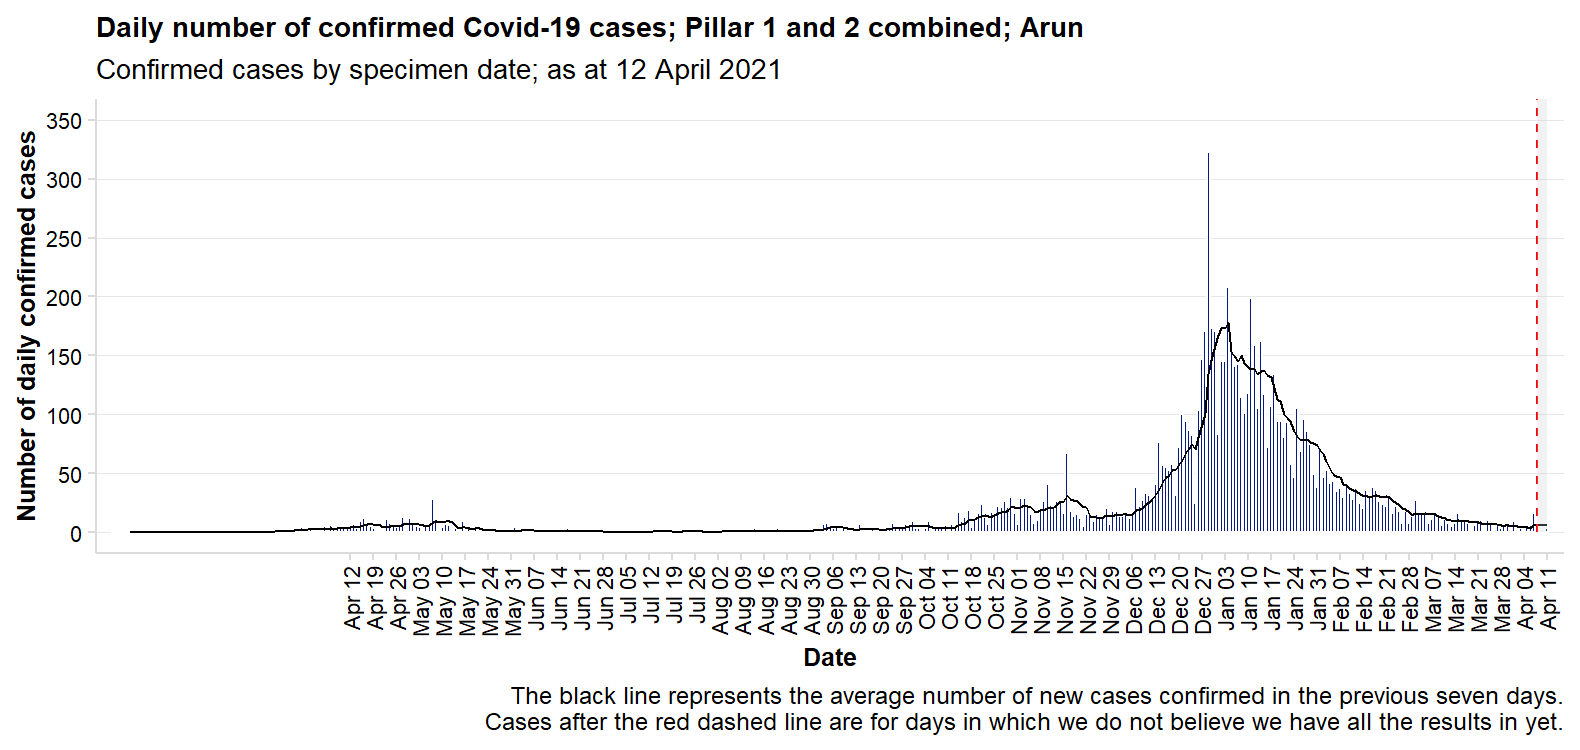 Daily number of confirmed Covid-19 cases; Pillar 1 and 2 combined; Arun
Confirmed cases by specimen date; as at 12 April 2021
Number of daily confirmed cases
350
300
250
200
150
100
50
0
Apr 12
Apr 19
Apr 26
May 03
May 10
May 17
May 24
May 31
Jun 07
Jun 14
Jun 21
Jun 28
Jul 05
Jul 12
Jul 19
Jul 26
Aug 02
Aug 09
Aug 16
Aug 23
Aug 30
Sep 06
Sep 13
Sep 20
Sep 27
Oct 04
Oct 11
Oct 18
Oct 25
Nov 01
Nov 08
Nov 15
Nov 22
Nov 29
Dec 06
Dec 13
Dec 20
Dec 27
Jan 03
Jan 10
Jan 17
Jan 24
Jan 31
Feb 07
Feb 14
Feb 21
Feb 28
Mar 07
Mar 14
Mar 21
Mar 28
Apr 04
Apr 11
Date
The black line represents the average number of new cases confirmed in the previous seven days.
Cases after the red dashed line are for days in which we do not believe we have all the results in yet.